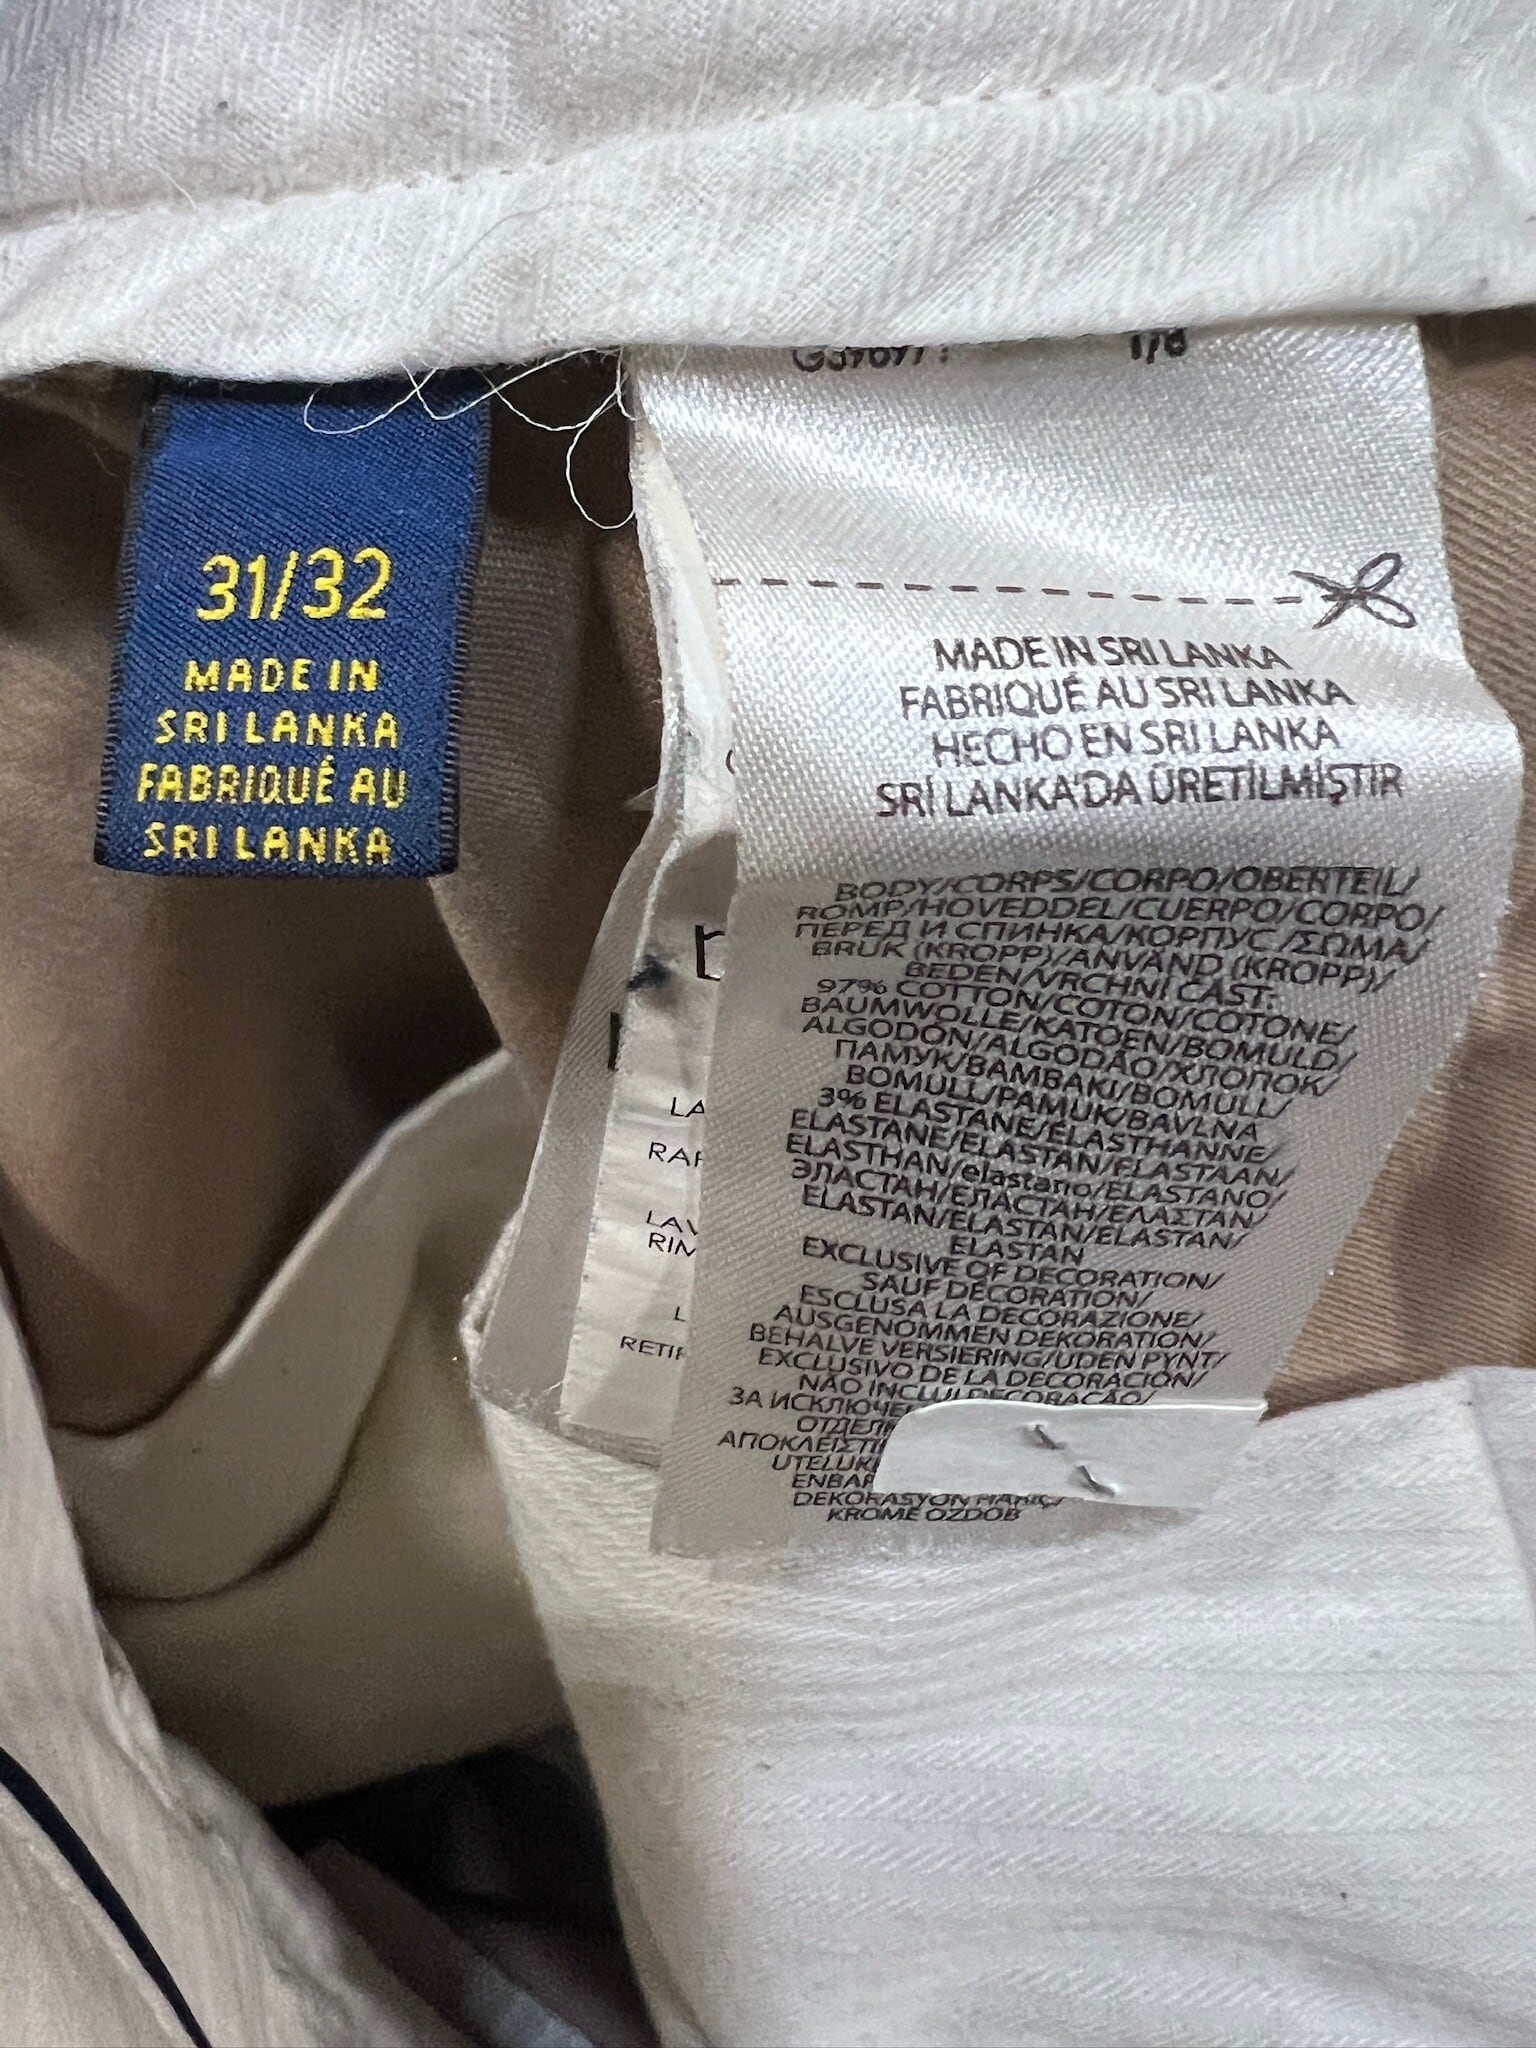 31/32
MADE IN
SRI LANKA
FABRIQUÉ AU
SRI LANKA
MADE IN SRI LANKA
FABRIQUÉ AU SRI LANKA
HECHO EN SRI LANKA
SRİ LANKA'DA ÜRETİLMİŞTİR
BODY/CORPS/CORPO/OBERTEIL/
ROMP/HOVEDDEL/CUERPO/CORPO/
ПЕРЕД И СПИНКА/КОРПУС/ΣΩΜΑ/
BRUK (KROPP)/ANVÄND (KROPP)/
BEDEN/VRCHNÍ CAST:
97% COTTON/COTON/COTONE/
BAUMWOLLE/KATOEN/BOMULD/
ALGODÓN/ALGODÃO/ХЛОПОК/
ПАМУК/ΒΑΜΒΑΚΙ/BOMULL/
BOMULL/PAMUK/BAVLNA
3% ELASTANE/ÉLASTHANNE/
ELASTANE/ELASTAN/ELASTAAN/
ELASTHAN/elastano/ELASTANO/
ЭЛАСТАН/ЕЛАСТАН/ΕΛΑΣΤΑΝ/
ELASTAN/ELASTAN/ELASTAN/
ELASTAN
EXCLUSIVE OF DECORATION/
SAUF DÉCORATION/
ESCLUSA LA DECORAZIONE/
AUSGENOMMEN DEKORATION/
BEHALVE VERSIERING/UDEN PYNT/
EXCLUSIVO DE LA DECORACIÓN/
NÃO INCLUI DECORAÇÃO/
ЗА
DEKORASYON HARİÇ/
KROMĚ OZDOB